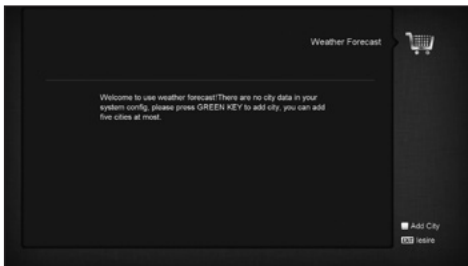 Weather Forecast
Welcome to use weather forecast!There are no city data in your
system config, please press GREEN KEY to add city, you can add
five cities at most.
Add City
EXIT Iesire